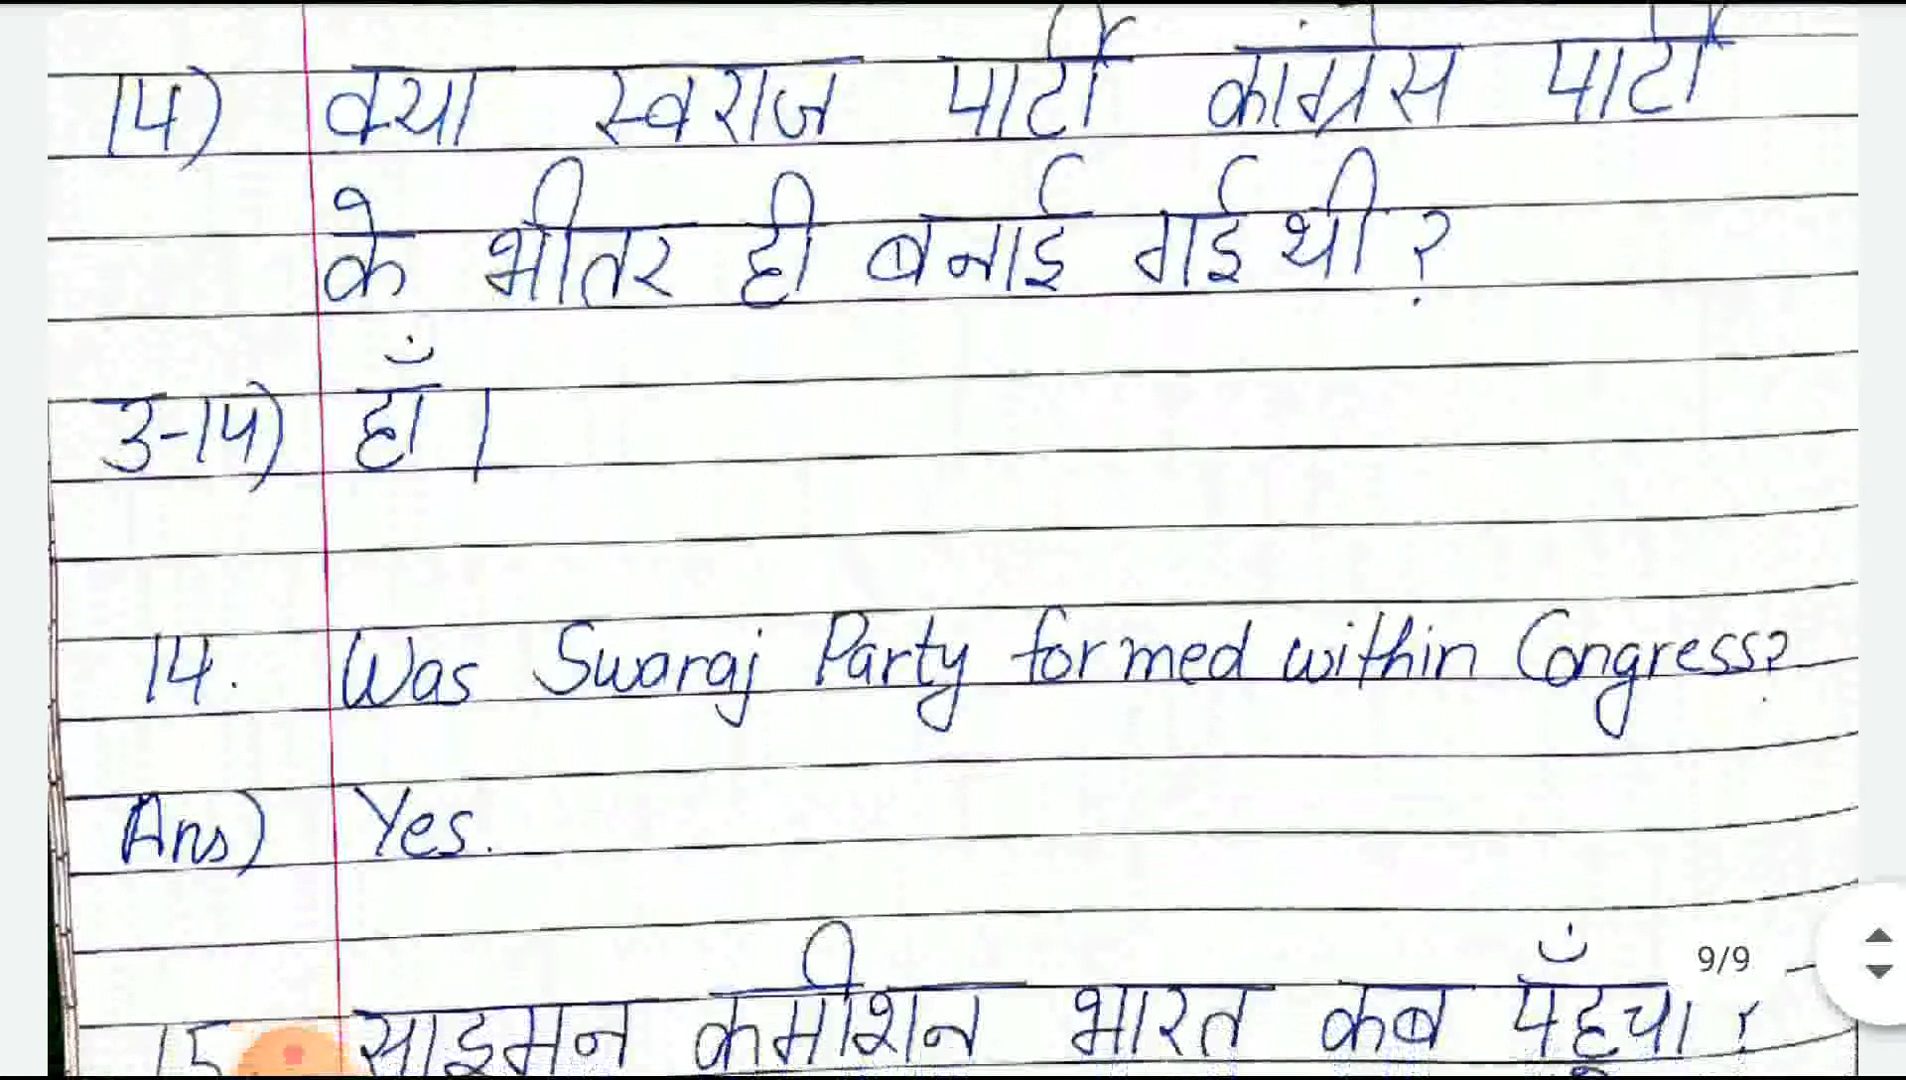 14) क्या स्वराज पार्टी कांग्रेस पार्टी
के भीतर ही बनाई गई थी?
उ-14) हाँ।
14. Was Swaraj Party formed within Congress?
Ans) Yes.
9/9
15 साइमन कमीशन भारत कब पहुँचा?